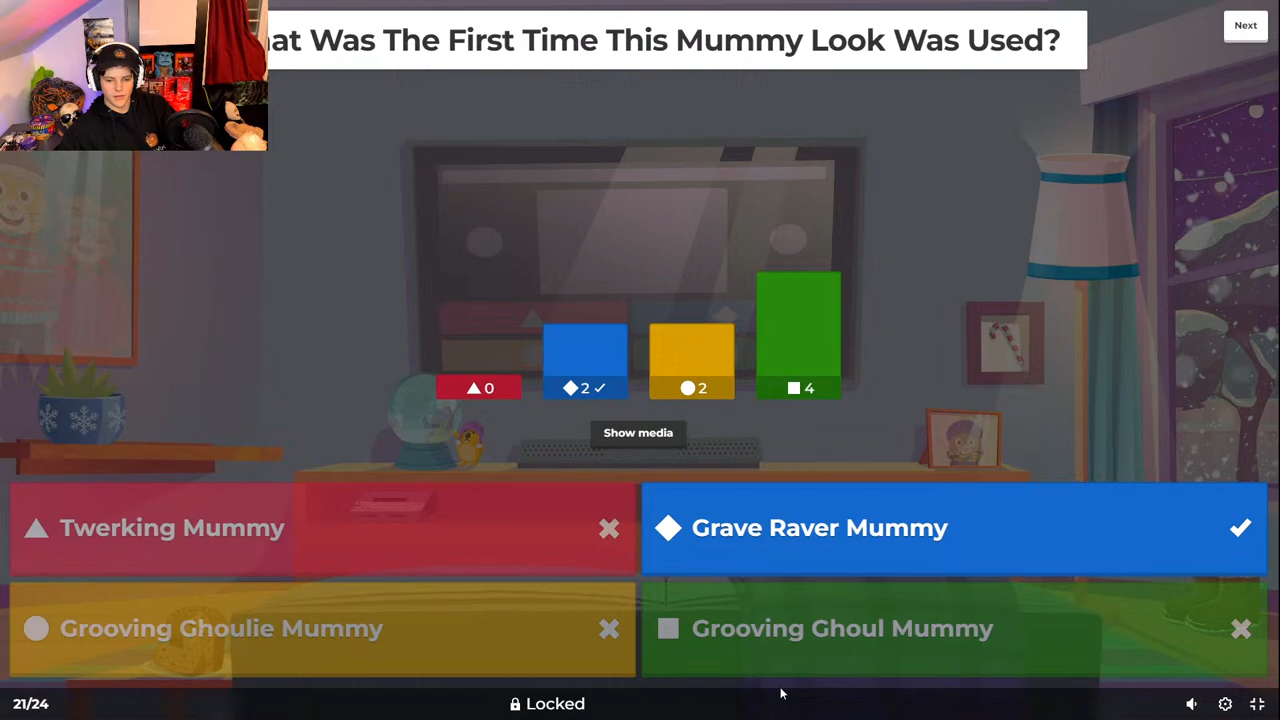 at Was The First Time This Mummy Look Was Used?
Next
0
2
2
4
Show media
Twerking Mummy
Grave Raver Mummy
Grooving Ghoulie Mummy
Grooving Ghoul Mummy
21/24
Locked